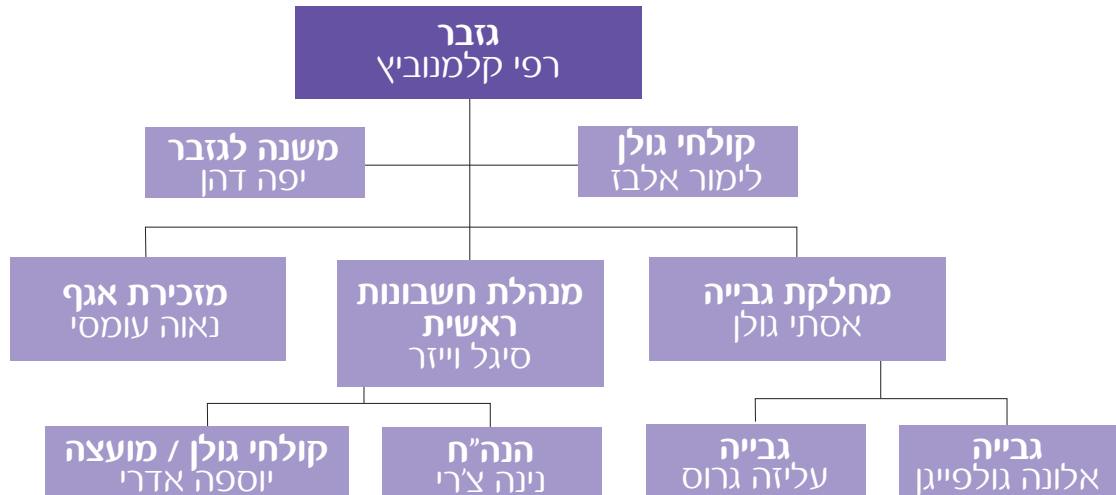 גזבר
רפי קלמנוביץ
קולחי גולן
לימור אלבז
משנה לגזבר
יפה דהן
מחלקת גבייה
אסתי גולן
מנהלת חשבונות
ראשית
סיגל וייזר
מזכירת אגף
נאוה עומסי
גבייה
אלונה גולפייגן
גבייה
עליזה גרוס
הנה״ח
נינה צ׳רי
קולחי גולן / מועצה
יוספה אדרי